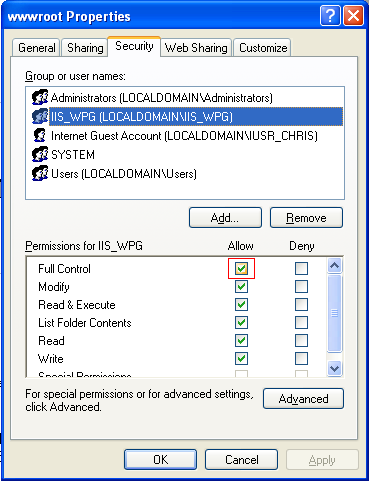 wwwroot Properties
General Sharing Security Web Sharing Customize
Group or user names:
Administrators (LOCALDOMAIN\Administrators)
IIS_WPG (LOCALDOMAIN\IIS_WPG)
Internet Guest Account (LOCALDOMAIN\IUSR_CHRIS)
SYSTEM
Users (LOCALDOMAIN\Users)
Add... Remove
Permissions for IIS_WPG Allow Deny
Full Control
Modify
Read & Execute
List Folder Contents
Read
Write
Special Permissions
For special permissions or for advanced settings,
click Advanced.
Advanced
OK Cancel Apply